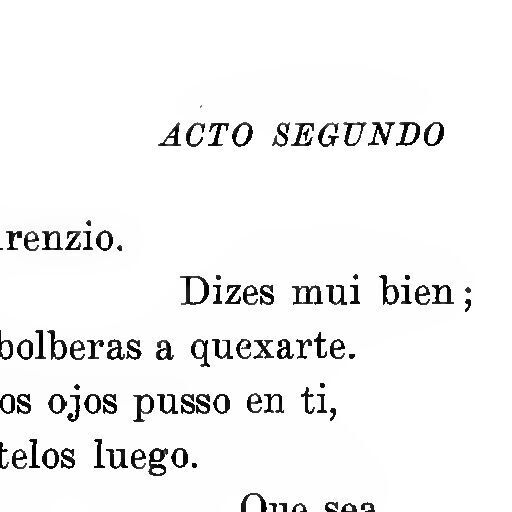 ACTO SEGUNDO
renzio.
Dizes mui bien;
bolberas a quexarte.
os ojos pusso en ti,
telos luego.
Que sea